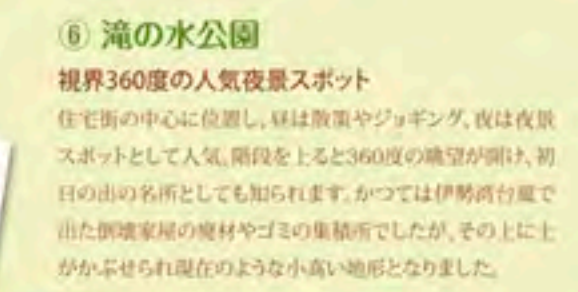 ⑥ 滝の水公園
視界360度の人気夜景スポット
住宅街の中心に位置し、昼は散策やジョギング、夜は夜景
スポットとして人気。階段を上ると360度の眺望が開け、初
日の出の名所としても知られます。かつては伊勢湾台風で
出た倒壊家屋の廃材やゴミの集積所でしたが、その上に土
がかぶせられ現在のような小高い地形となりました。